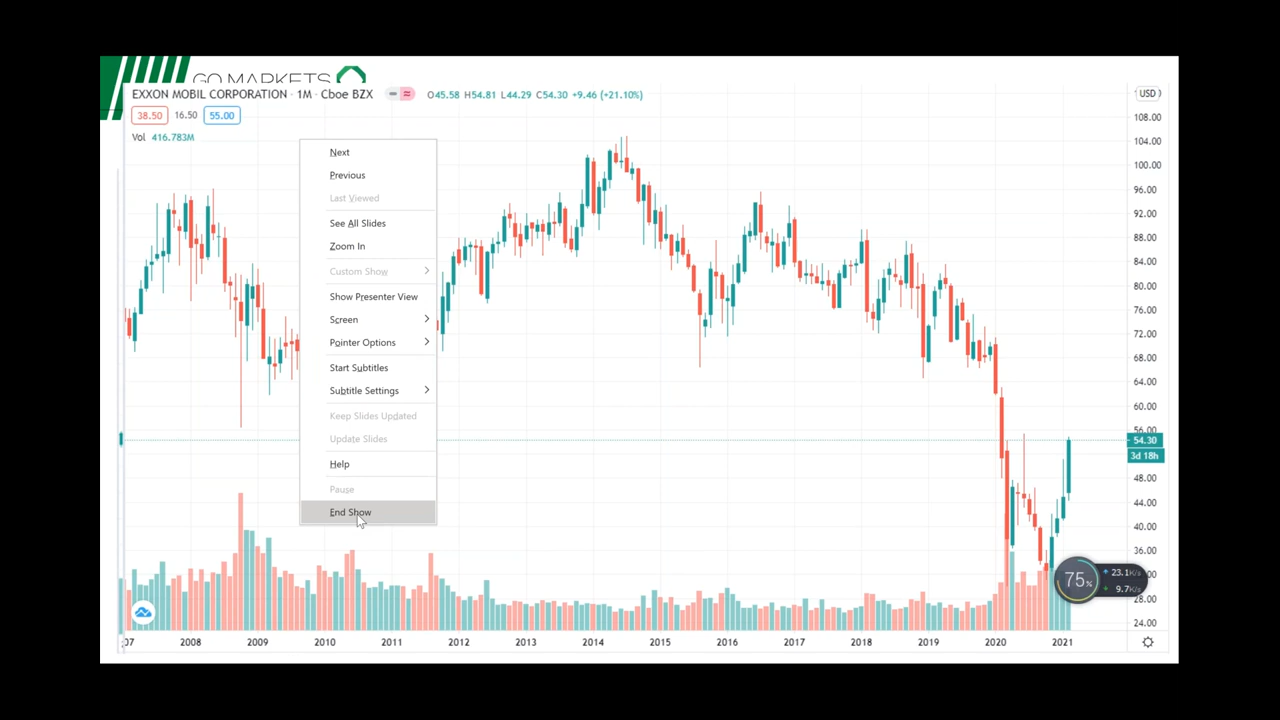 GO MARKETS
EXXON MOBIL CORPORATION · 1M · Cboe BZX
O45.58 H54.81 L44.29 C54.30 +9.46 (+21.10%)
USD
38.50 16.50 55.00
Vol 416.783M
Next
Previous
Last Viewed
See All Slides
Zoom In
Custom Show
Show Presenter View
Screen
Pointer Options
Start Subtitles
Subtitle Settings
Keep Slides Updated
Update Slides
Help
Pause
End Show
108.00
104.00
100.00
96.00
92.00
88.00
84.00
80.00
76.00
72.00
68.00
64.00
60.00
56.00
54.30
3d 18h
48.00
44.00
40.00
36.00
28.00
24.00
75%
23.1K/s
9.7K/s
07 2008 2009 2010 2011 2012 2013 2014 2015 2016 2017 2018 2019 2020 2021